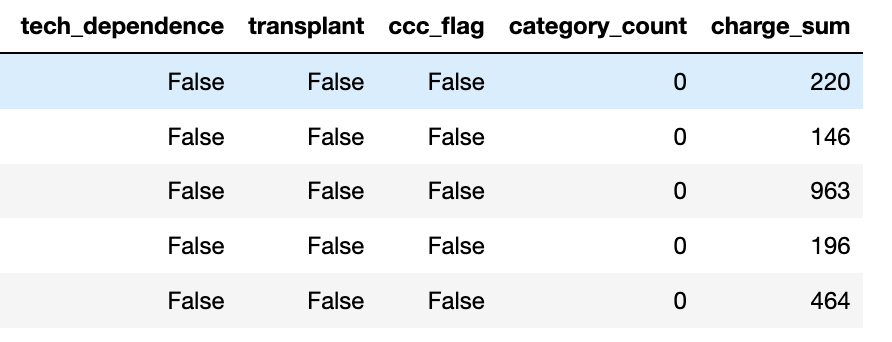 tech_dependence transplant ccc_flag category_count charge_sum
False False False 0 220
False False False 0 146
False False False 0 963
False False False 0 196
False False False 0 464